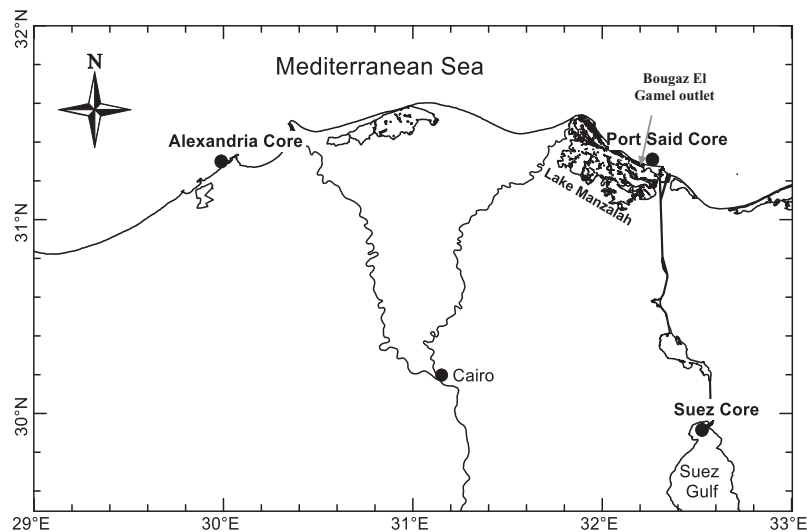 32°N
N
Mediterranean Sea
Bougaz El
Gamel outlet
Alexandria Core
Port Said Core
Lake Manzalah
31°N
Cairo
30°N
Suez Core
Suez
Gulf
29°E
30°E
31°E
32°E
33°E